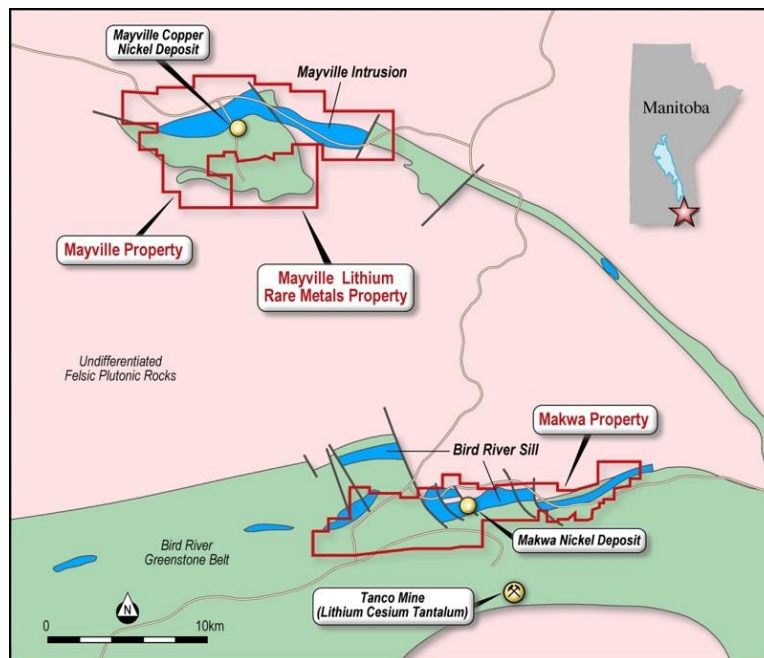 Mayville Copper
Nickel Deposit
Mayville Intrusion
Manitoba
Mayville Property
Mayville Lithium
Rare Metals Property
Undifferentiated
Felsic Plutonic Rocks
Makwa Property
Bird River Sill
Makwa Nickel Deposit
Bird River
Greenstone Belt
Tanco Mine
(Lithium Cesium Tantalum)
N
0
10km